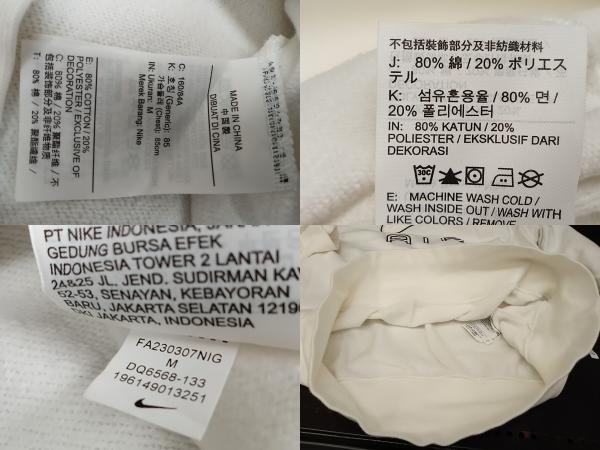 MADE IN CHINA
中国製
DIBUAT DI CINA
C: 16084A
K: 호칭 (Generic): 85
가슴둘레 (Chest): 85cm
IN: Ukuran: M
Merek Barang: Nike
E: 80% COTTON / 20%
POLYESTER / EXCLUSIVE OF
DECORATION
C: 80% 棉 / 20% 聚酯纤维 / 不
包括装饰部分及非纤维物质
T: 80% 棉 / 20% 聚酯纖維 /
不包括裝飾部分及非紡織材料
J: 80% 綿 / 20% ポリエス
テル
K: 섬유혼용율 / 80% 면 /
20% 폴리에스터
IN: 80% KATUN / 20%
POLIESTER / EKSKLUSIF DARI
DEKORASI
30C
E: MACHINE WASH COLD /
WASH INSIDE OUT / WASH WITH
LIKE COLORS / REMOVE
PT NIKE INDONESIA,
GEDUNG BURSA EFEK
INDONESIA TOWER 2 LANTAI
24&25 JL. JEND. SUDIRMAN KAV
52-53, SENAYAN, KEBAYORAN
BARU, JAKARTA SELATAN 12190
DKI JAKARTA, INDONESIA
FA230307NIG
M
DQ6568-133
196149013251